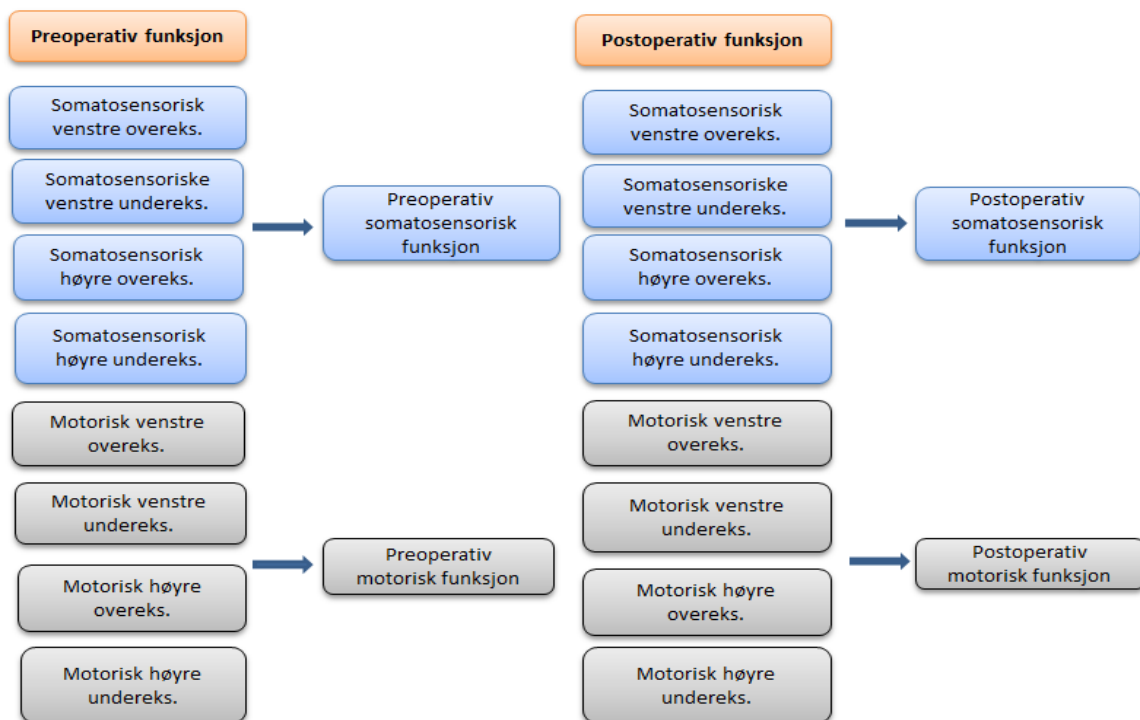 Preoperativ funksjon
Somatosensorisk
venstre overeks.
Somatosensoriske
venstre undereks.
Somatosensorisk
høyre overeks.
Somatosensorisk
høyre undereks.
Motorisk venstre
overeks.
Motorisk venstre
undereks.
Motorisk høyre
overeks.
Motorisk høyre
undereks.
Preoperativ
somatosensorisk
funksjon
Preoperativ
motorisk funksjon
Postoperativ funksjon
Somatosensorisk
venstre overeks.
Somatosensoriske
venstre undereks.
Somatosensorisk
høyre overeks.
Somatosensorisk
høyre undereks.
Motorisk venstre
overeks.
Motorisk venstre
undereks.
Motorisk høyre
overeks.
Motorisk høyre
undereks.
Postoperativ
somatosensorisk
funksjon
Postoperativ
motorisk funksjon